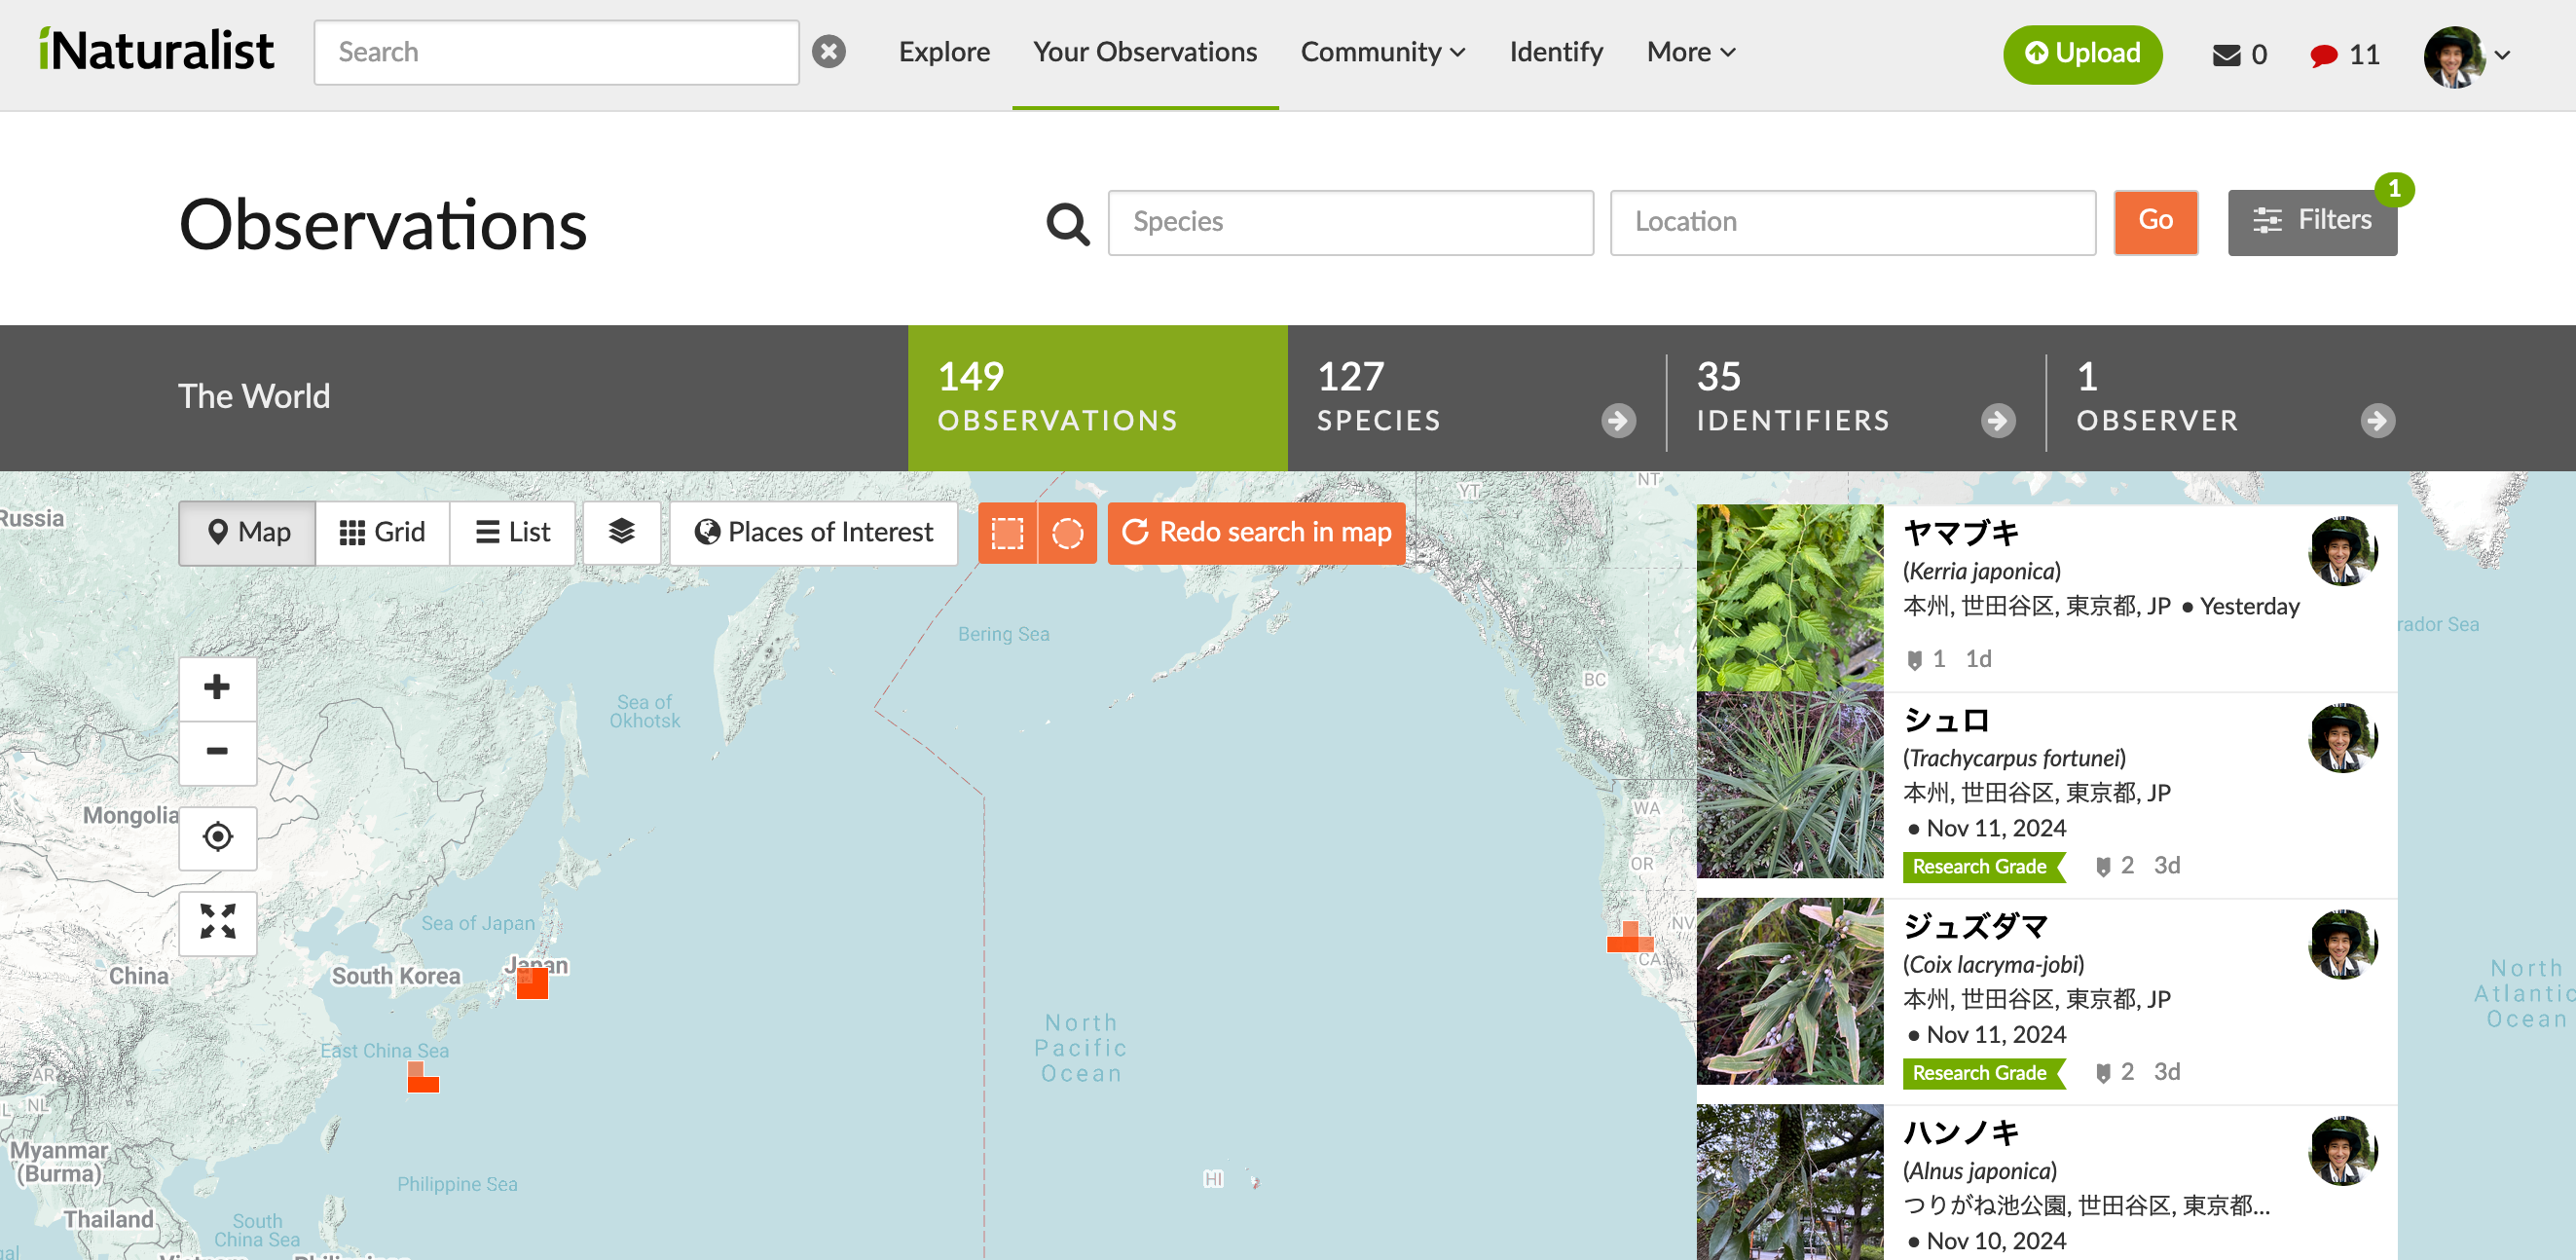 iNaturalist
Search
Explore
Your Observations
Community
Identify
More
Upload
0
11
Observations
Species
Location
Go
Filters
1
The World
149
OBSERVATIONS
127
SPECIES
35
IDENTIFIERS
1
OBSERVER
Map
Grid
List
Places of Interest
Redo search in map
Russia
Mongolia
China
South Korea
Japan
Sea of Japan
East China Sea
Sea of
Okhotsk
Bering Sea
North
Pacific
Ocean
Philippine Sea
South
China Sea
Myanmar
(Burma)
Thailand
AR
NL
HI
YT
NT
BC
WA
OR
NV
CA
rador Sea
North
Atlantic
Ocean
ヤマブキ
(Kerria japonica)
本州, 世田谷区, 東京都, JP • Yesterday
1 1d
シュロ
(Trachycarpus fortunei)
本州, 世田谷区, 東京都, JP
• Nov 11, 2024
Research Grade 2 3d
ジュズダマ
(Coix lacryma-jobi)
本州, 世田谷区, 東京都, JP
• Nov 11, 2024
Research Grade 2 3d
ハンノキ
(Alnus japonica)
つりがね池公園, 世田谷区, 東京都...
• Nov 10, 2024